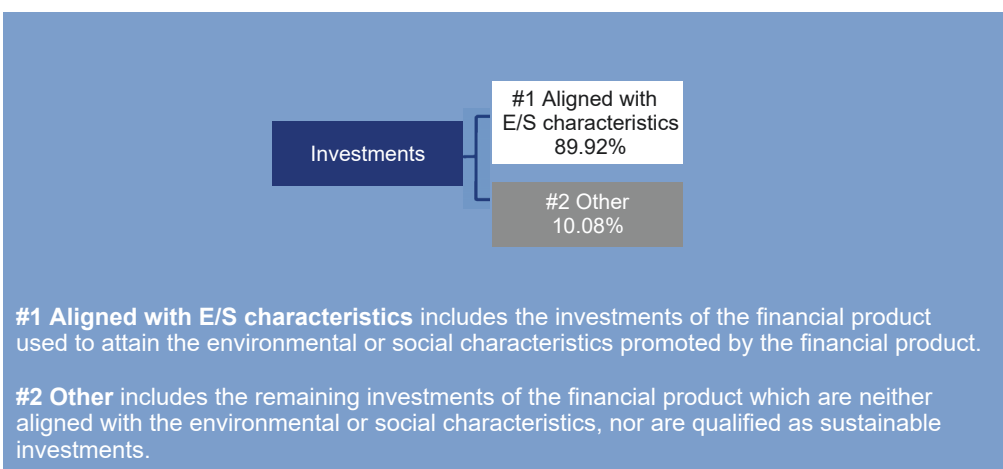 Investments
#1 Aligned with
E/S characteristics
89.92%
#2 Other
10.08%
#1 Aligned with E/S characteristics includes the investments of the financial product
used to attain the environmental or social characteristics promoted by the financial product.
#2 Other includes the remaining investments of the financial product which are neither
aligned with the environmental or social characteristics, nor are qualified as sustainable
investments.